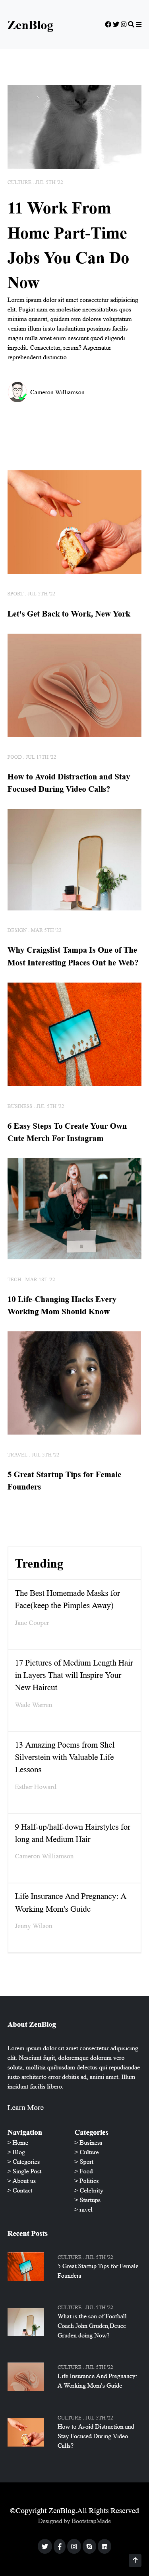 ZenBlog
CULTURE . JUL 5TH '22
11 Work From
Home Part-Time
Jobs You Can Do
Now
Lorem ipsum dolor sit amet consectetur adipisicing
elit. Fugiat nam ea molestiae necessitatibus quos
minus quaerat, quidem enim dolores voluptatum
veniam illum iusto laudantium possimus facilis
magni nulla amet enim nesciunt quod eligendi
impedit. Consectetur, rerum? Aspernatur
reprehenderit distinctio
Cameron Williamson
SPORT . JUL 5TH '22
Let's Get Back to Work, New York
FOOD . JUL 17TH '22
How to Avoid Distraction and Stay
Focused During Video Calls?
DESIGN . MAR 5TH '22
Why Craigslist Tampa Is One of The
Most Interesting Places Out he Web?
BUSINESS . JUL 5TH '22
6 Easy Steps To Create Your Own
Cute Merch For Instagram
TECH . MAR 1ST '22
10 Life-Changing Hacks Every
Working Mom Should Know
TRAVEL . JUL 5TH '22
5 Great Startup Tips for Female
Founders
Trending
The Best Homemade Masks for
Face(keep the Pimples Away)
Jane Cooper
17 Pictures of Medium Length Hair
in Layers That will Inspire Your
New Haircut
Wade Warren
13 Amazing Poems from Shel
Silverstein with Valuable Life
Lessons
Esther Howard
9 Half-up/half-down Hairstyles for
long and Medium Hair
Cameron Williamson
Life Insurance And Pregnancy: A
Working Mom's Guide
Jenny Wilson
About ZenBlog
Lorem ipsum dolor sit amet consectetur adipisicing
elit. Nesciunt fugit, doloremque dolorum vero
soluta, mollitia quibusdam delectus qui repudiandae
iusto architecto error debitis ad, animi amet. Illum
incidunt facilis libero.
Learn More
Navigation
> Home
> Blog
> Categories
> Single Post
> About us
> Contact
Categories
> Business
> Culture
> Sport
> Food
> Politics
> Celebrity
> Startups
> ravel
Recent Posts
CULTURE . JUL 5TH '22
5 Great Startup Tips for Female
Founders
CULTURE . JUL 5TH '22
What is the son of Football
Coach John Gruden,Deuce
Gruden doing Now?
CULTURE . JUL 5TH '22
Life Insurance And Pregnancy:
A Working Mom's Guide
CULTURE . JUL 5TH '22
How to Avoid Distraction and
Stay Focused During Video
Calls?
©Copyright ZenBlog.All Rights Reserved
Designed by BootstrapMade